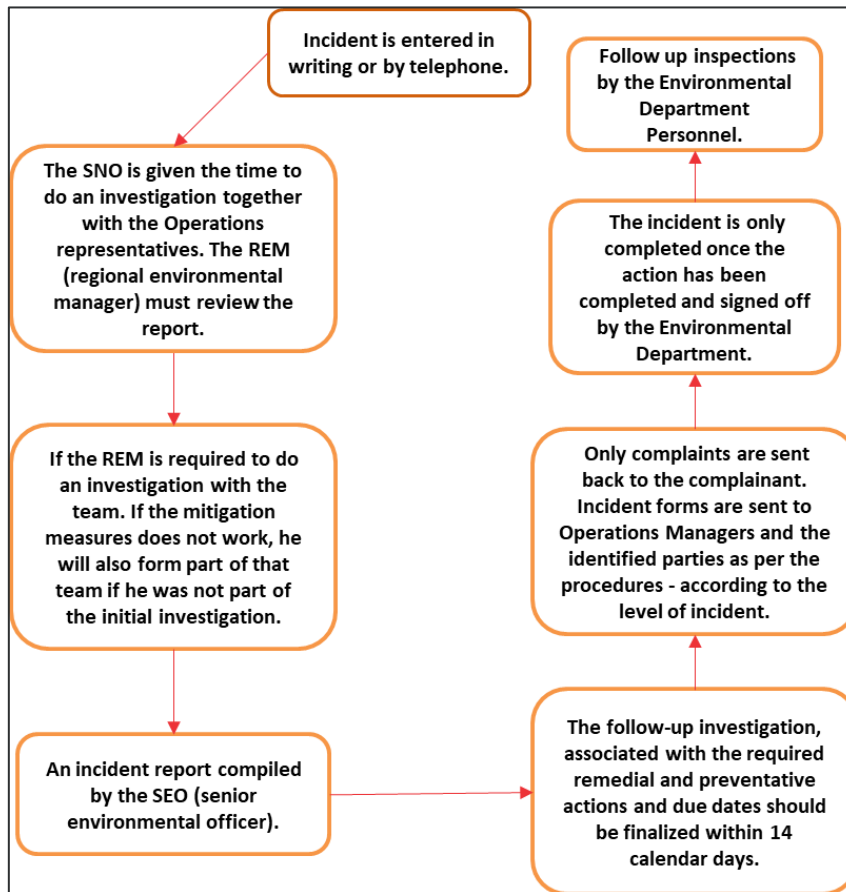 Incident is entered in
writing or by telephone.
The SNO is given the time to
do an investigation together
with the Operations
representatives. The REM
(regional environmental
manager) must review the
report.
If the REM is required to do
an investigation with the
team. If the mitigation
measures does not work, he
will also form part of that
team if he was not part of
the initial investigation.
An incident report compiled
by the SEO (senior
environmental officer).
The follow-up investigation,
associated with the required
remedial and preventative
actions and due dates should
be finalized within 14
calendar days.
Only complaints are sent
back to the complainant.
Incident forms are sent to
Operations Managers and the
identified parties as per the
procedures - according to the
level of incident.
The incident is only
completed once the
action has been
completed and signed off
by the Environmental
Department.
Follow up inspections
by the Environmental
Department
Personnel.